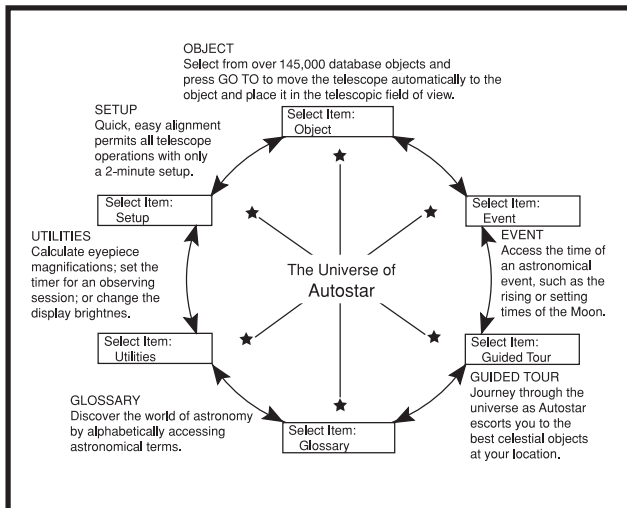 OBJECT
Select from over 145,000 database objects and
press GO TO to move the telescope automatically to the
object and place it in the telescopic field of view.
Select Item:
Object
SETUP
Quick, easy alignment
permits all telescope
operations with only
a 2-minute setup.
Select Item:
Setup
Select Item:
Event
EVENT
Access the time of
an astronomical
event, such as the
rising or setting
times of the Moon.
UTILITIES
Calculate eyepiece
magnifications; set the
timer for an observing
session; or change the
display brightnes.
The Universe of
Autostar
Select Item:
Utilities
Select Item:
Guided Tour
GUIDED TOUR
Journey through the
universe as Autostar
escorts you to the
best celestial objects
at your location.
GLOSSARY
Discover the world of astronomy
by alphabetically accessing
astronomical terms.
Select Item:
Glossary